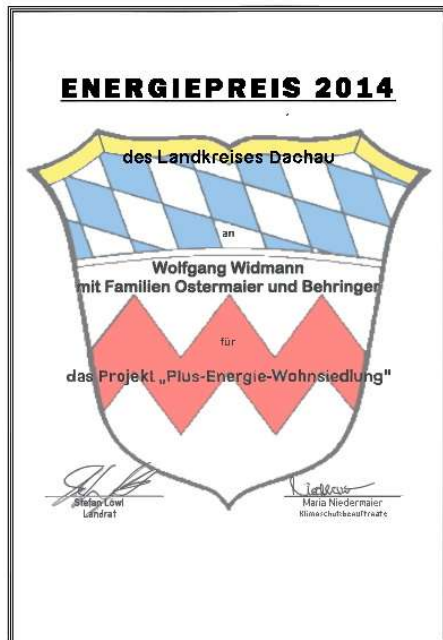 ENERGIEPREIS 2014
des Landkreises Dachau
an
Wolfgang Widmann
mit Familien Ostermaier und Behringer
für
das Projekt „Plus-Energie-Wohnsiedlung"
Stefan Löwl
Landrat
Maria Niedermaier
Klimaschutzbeauftragte